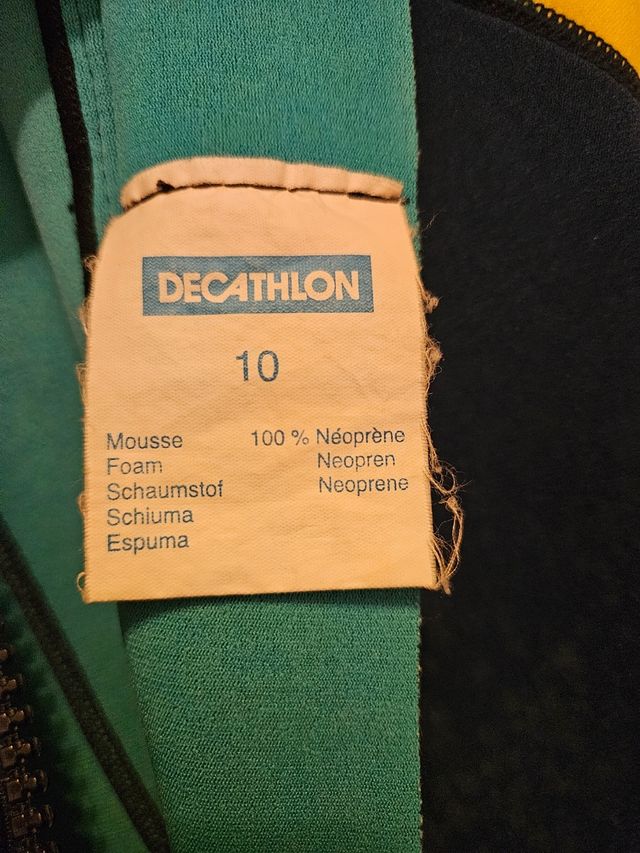 DECATHLON
10
Mousse 100 % Néoprène
Foam Neopren
Schaumstof Neoprene
Schiuma
Espuma